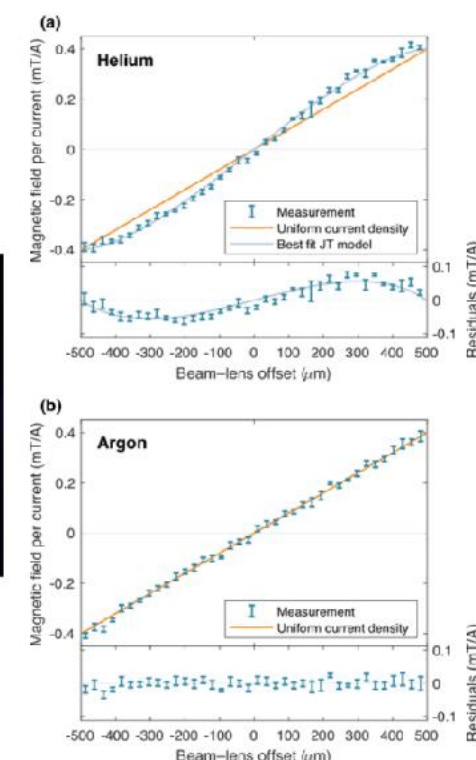 (a)
Helium
Magnetic field per current (mT/A)
0.4
0.2
0
-0.2
-0.4
Measurement
Uniform current density
Best fit JT model
Residuals (mT/A)
0.1
0
-0.1
-500 -400 -300 -200 -100 0 100 200 300 400 500
Beam-lens offset (μm)
(b)
Argon
Magnetic field per current (mT/A)
0.4
0.2
0
-0.2
-0.4
Measurement
Uniform current density
Residuals (mT/A)
0.1
0
-0.1
-500 -400 -300 -200 -100 0 100 200 300 400 500
Beam-lens offset (μm)